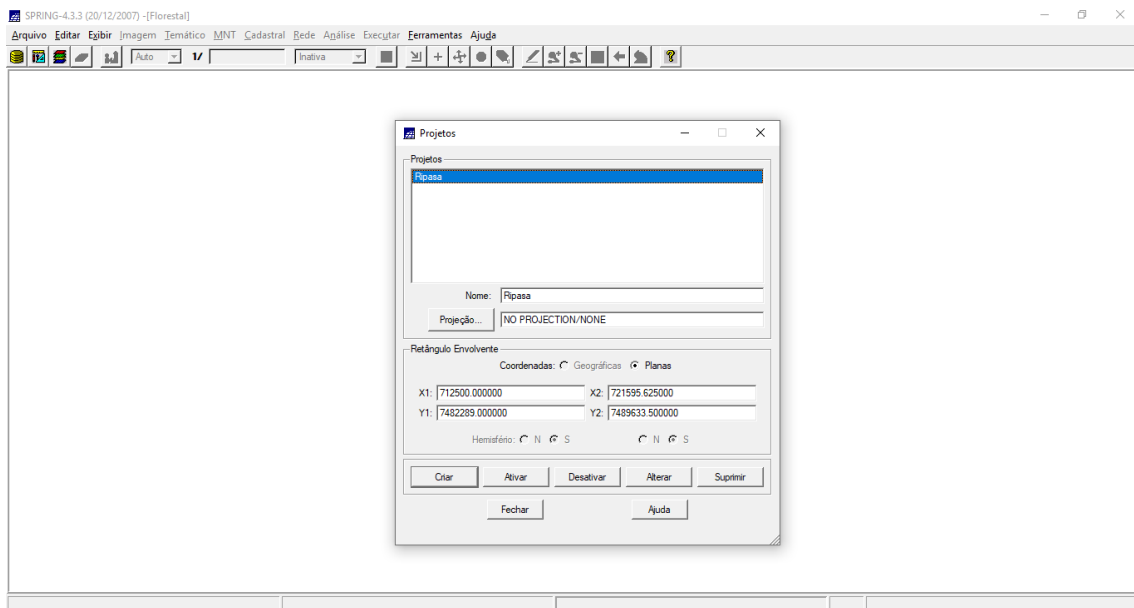 SPRING-4.3.3 (20/12/2007) -[Florestal]
Arquivo Editar Exibir Imagem Temático MNT Cadastral Rede Análise Executar Ferramentas Ajuda
Auto 1/ Inativa
Projetos
Projetos
Ripasa
Nome: Ripasa
Projeção... NO PROJECTION/NONE
Retângulo Envolvente
Coordenadas: Geográficas Planas
X1: 712500.000000 X2: 721595.625000
Y1: 7482289.000000 Y2: 7489633.500000
Hemisfério: N S N S
Criar Ativar Desativar Alterar Suprimir
Fechar Ajuda